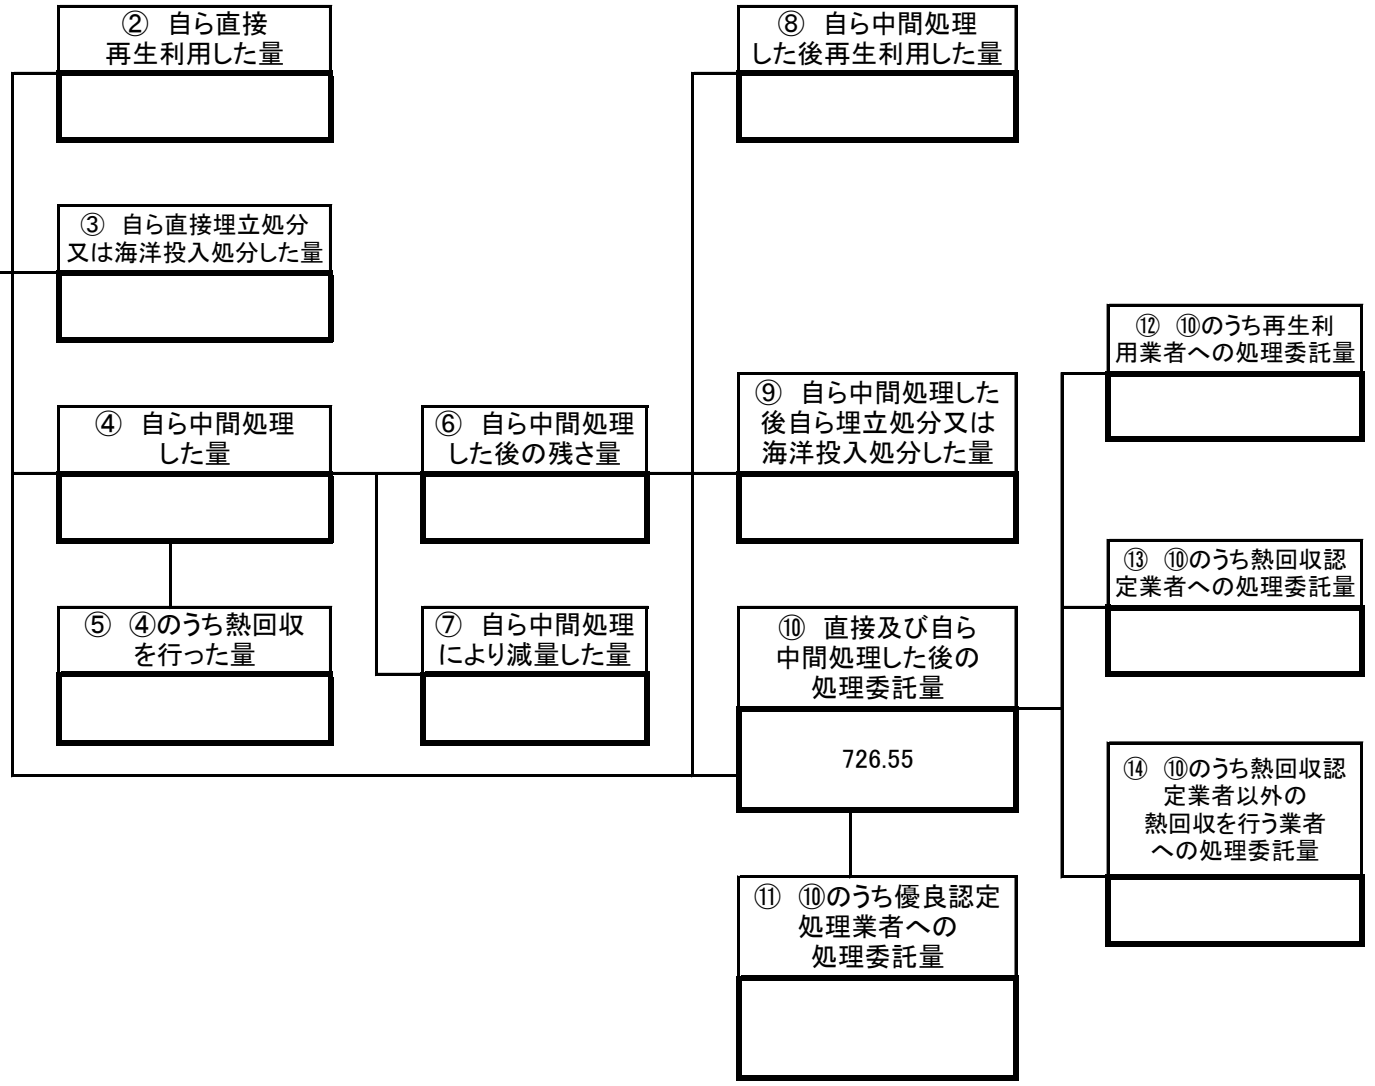 ② 自ら直接
再生利用した量
⑧ 自ら中間処理
した後再生利用した量
③ 自ら直接埋立処分
又は海洋投入処分した量
⑫ ⑩のうち再生利
用業者への処理委託量
④ 自ら中間処理
した量
⑥ 自ら中間処理
した後の残さ量
⑨ 自ら中間処理した
後自ら埋立処分又は
海洋投入処分した量
⑬ ⑩のうち熱回収認
定業者への処理委託量
⑤ ④のうち熱回収
を行った量
⑦ 自ら中間処理
により減量した量
⑩ 直接及び自ら
中間処理した後の
処理委託量
726.55
⑭ ⑩のうち熱回収認
定業者以外の
熱回収を行う業者
への処理委託量
⑪ ⑩のうち優良認定
処理業者への
処理委託量